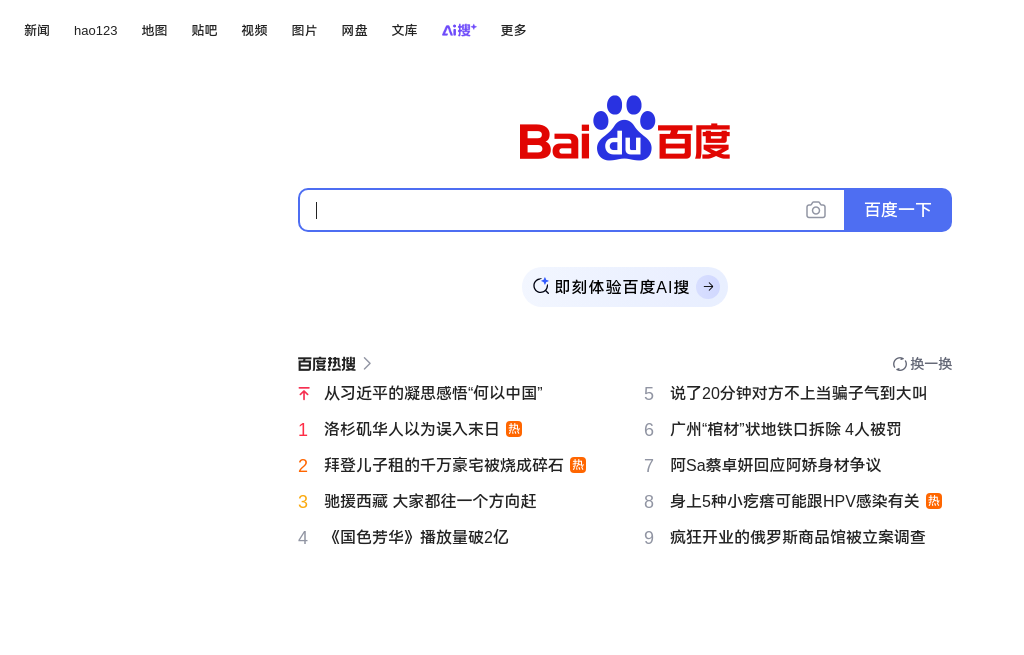 新闻 hao123 地图 贴吧 视频 图片 网盘 文库 Ai搜 更多
Bai du 百度
百度一下
即刻体验百度AI搜
百度热搜 换一换
从习近平的凝思感悟“何以中国”
1 洛杉矶华人以为误入末日 热
2 拜登儿子租的千万豪宅被烧成碎石 热
3 驰援西藏 大家都往一个方向赶
4 《国色芳华》播放量破2亿
5 说了20分钟对方不上当骗子气到大叫
6 广州“棺材”状地铁口拆除 4人被罚
7 阿Sa蔡卓妍回应阿娇身材争议
8 身上5种小疙瘩可能跟HPV感染有关 热
9 疯狂开业的俄罗斯商品馆被立案调查